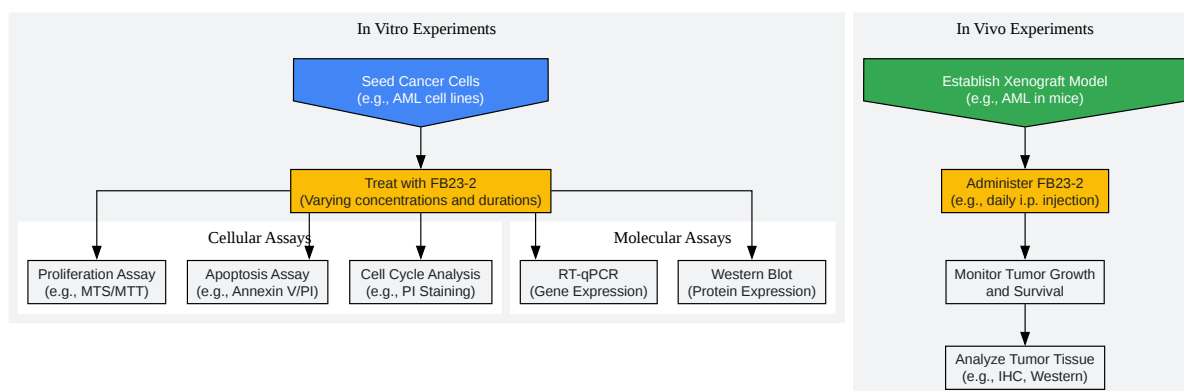 In Vitro Experiments
Seed Cancer Cells
(e.g., AML cell lines)
Treat with FB23-2
(Varying concentrations and durations)
Cellular Assays
Proliferation Assay
(e.g., MTS/MTT)
Apoptosis Assay
(e.g., Annexin V/PI)
Cell Cycle Analysis
(e.g., PI Staining)
Molecular Assays
RT-qPCR
(Gene Expression)
Western Blot
(Protein Expression)
In Vivo Experiments
Establish Xenograft Model
(e.g., AML in mice)
Administer FB23-2
(e.g., daily i.p. injection)
Monitor Tumor Growth
and Survival
Analyze Tumor Tissue
(e.g., IHC, Western)